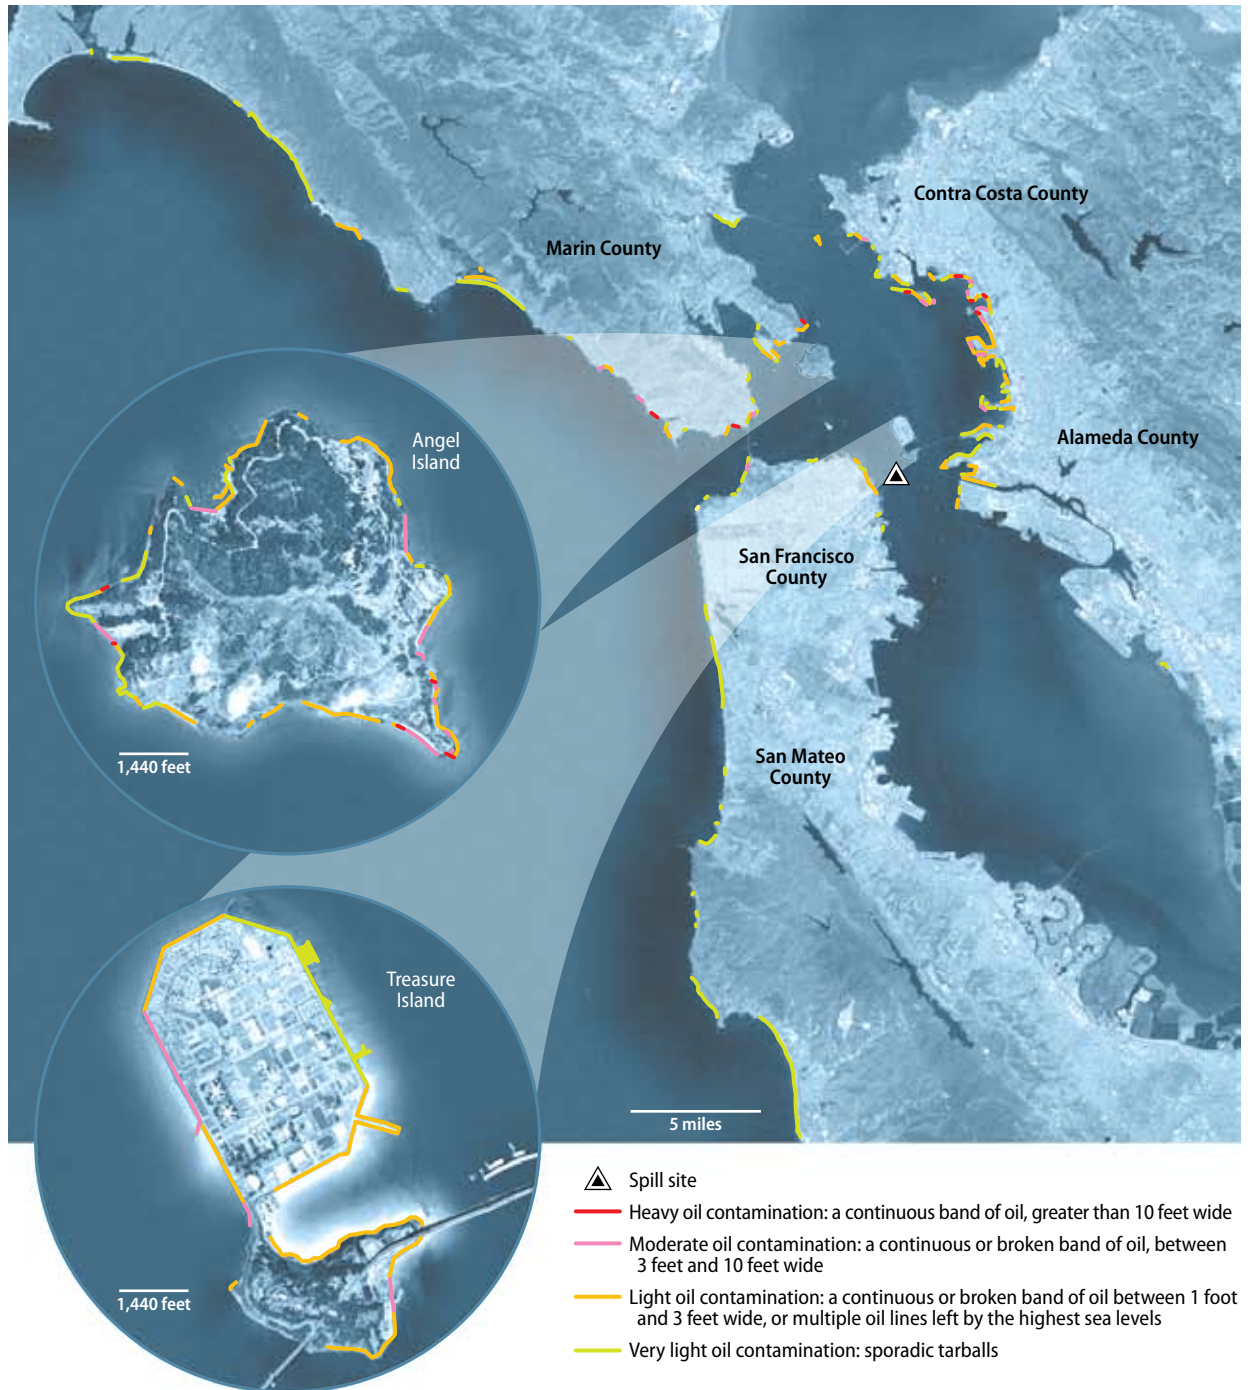 Contra Costa County
Marin County
Angel
Island
Alameda County
San Francisco
County
1,440 feet
San Mateo
County
Treasure
Island
5 miles
1,440 feet
Spill site
Heavy oil contamination: a continuous band of oil, greater than 10 feet wide
Moderate oil contamination: a continuous or broken band of oil, between
3 feet and 10 feet wide
Light oil contamination: a continuous or broken band of oil between 1 foot
and 3 feet wide, or multiple oil lines left by the highest sea levels
Very light oil contamination: sporadic tarballs